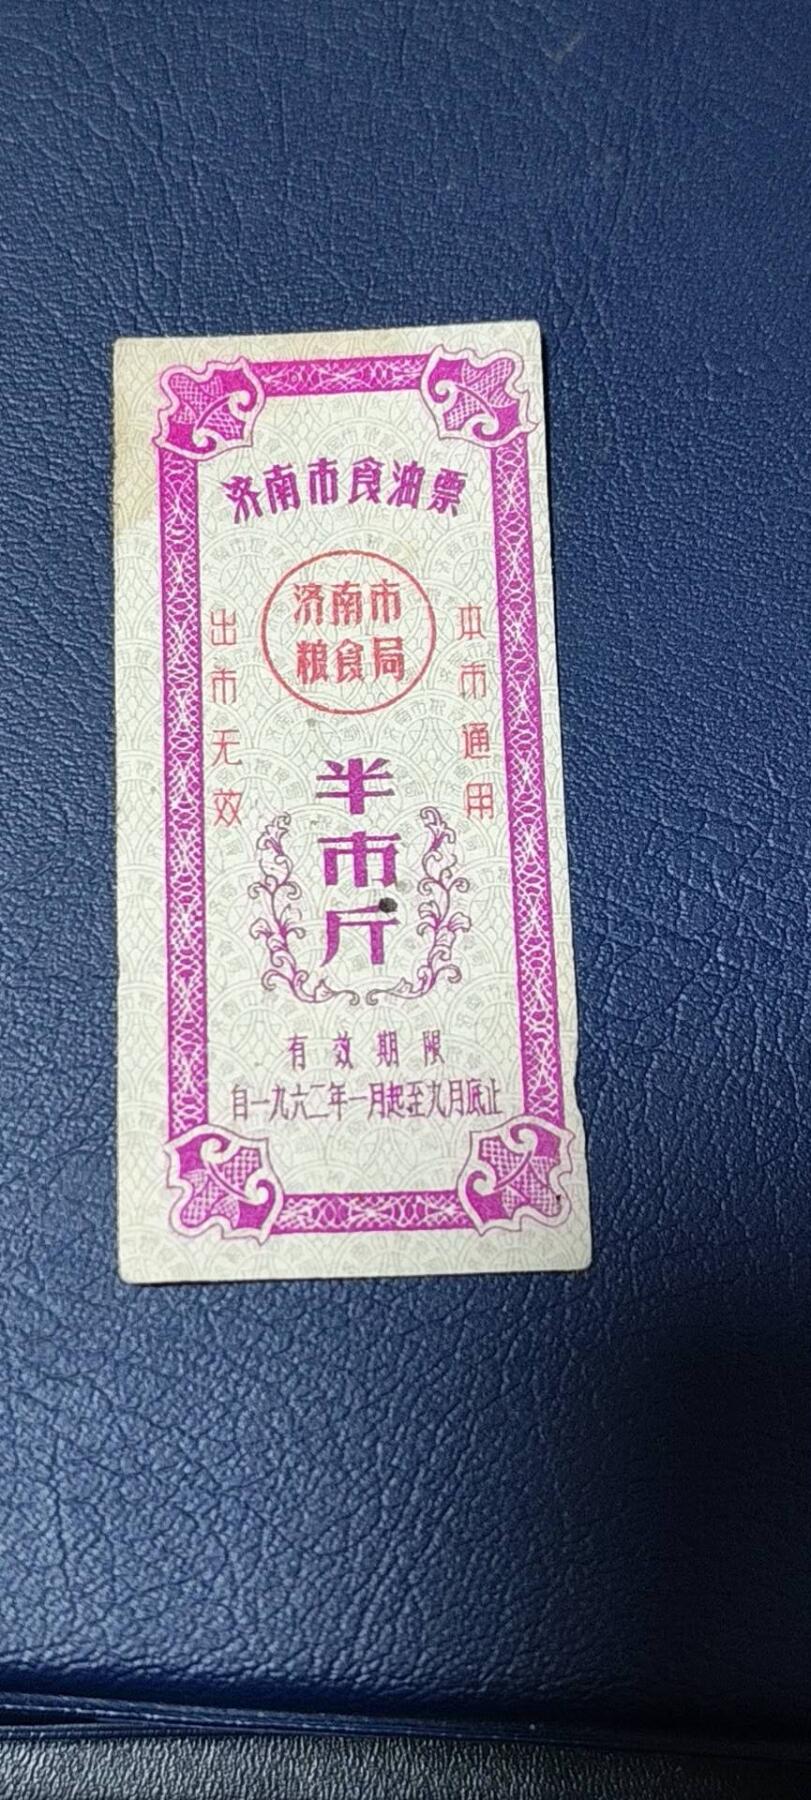 济南市食油票
济南市
粮食局
本市通用
出市无效
半市斤
有效期限
自一九六二年一月起至九月底止